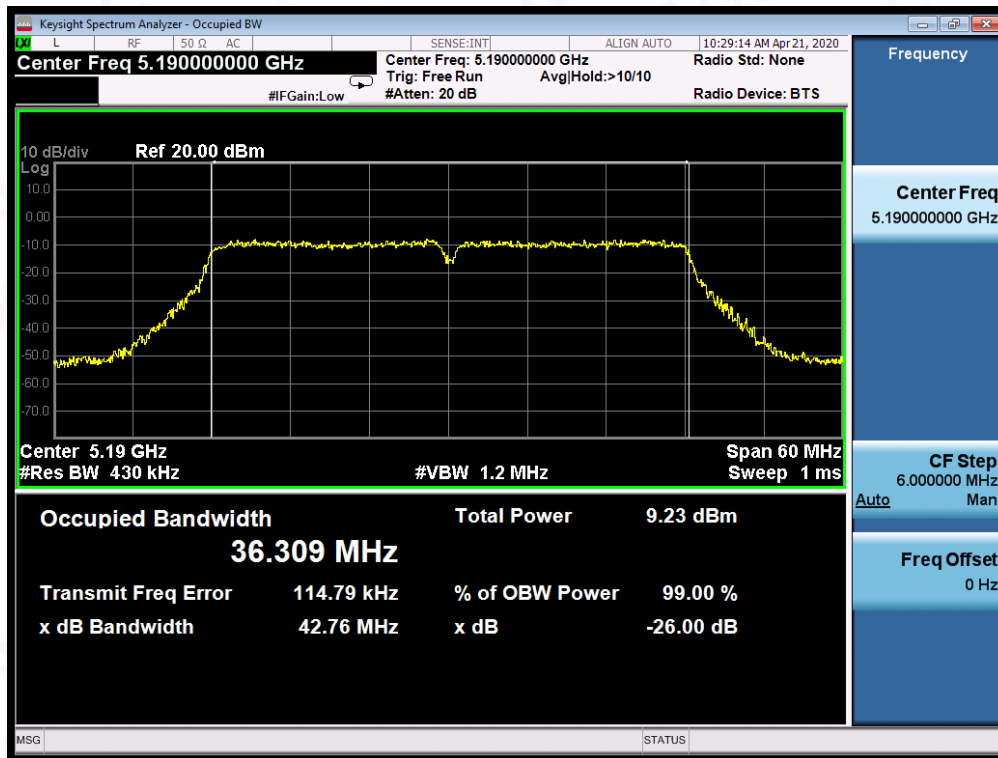 Keysight Spectrum Analyzer - Occupied BW
LXI L RF 50 Ω AC SENSE:INT ALIGN AUTO 10:29:14 AM Apr 21, 2020
Center Freq 5.190000000 GHz
Center Freq: 5.190000000 GHz Radio Std: None
Trig: Free Run Avg|Hold:>10/10
#IFGain:Low #Atten: 20 dB Radio Device: BTS
10 dB/div Ref 20.00 dBm
Log
10.0
0.00
-10.0
-20.0
-30.0
-40.0
-50.0
-60.0
-70.0
Center 5.19 GHz Span 60 MHz
#Res BW 430 kHz #VBW 1.2 MHz Sweep 1 ms
Occupied Bandwidth Total Power 9.23 dBm
36.309 MHz
Transmit Freq Error 114.79 kHz % of OBW Power 99.00 %
x dB Bandwidth 42.76 MHz x dB -26.00 dB
MSG STATUS
Frequency
Center Freq
5.190000000 GHz
CF Step
6.000000 MHz
Auto Man
Freq Offset
0 Hz